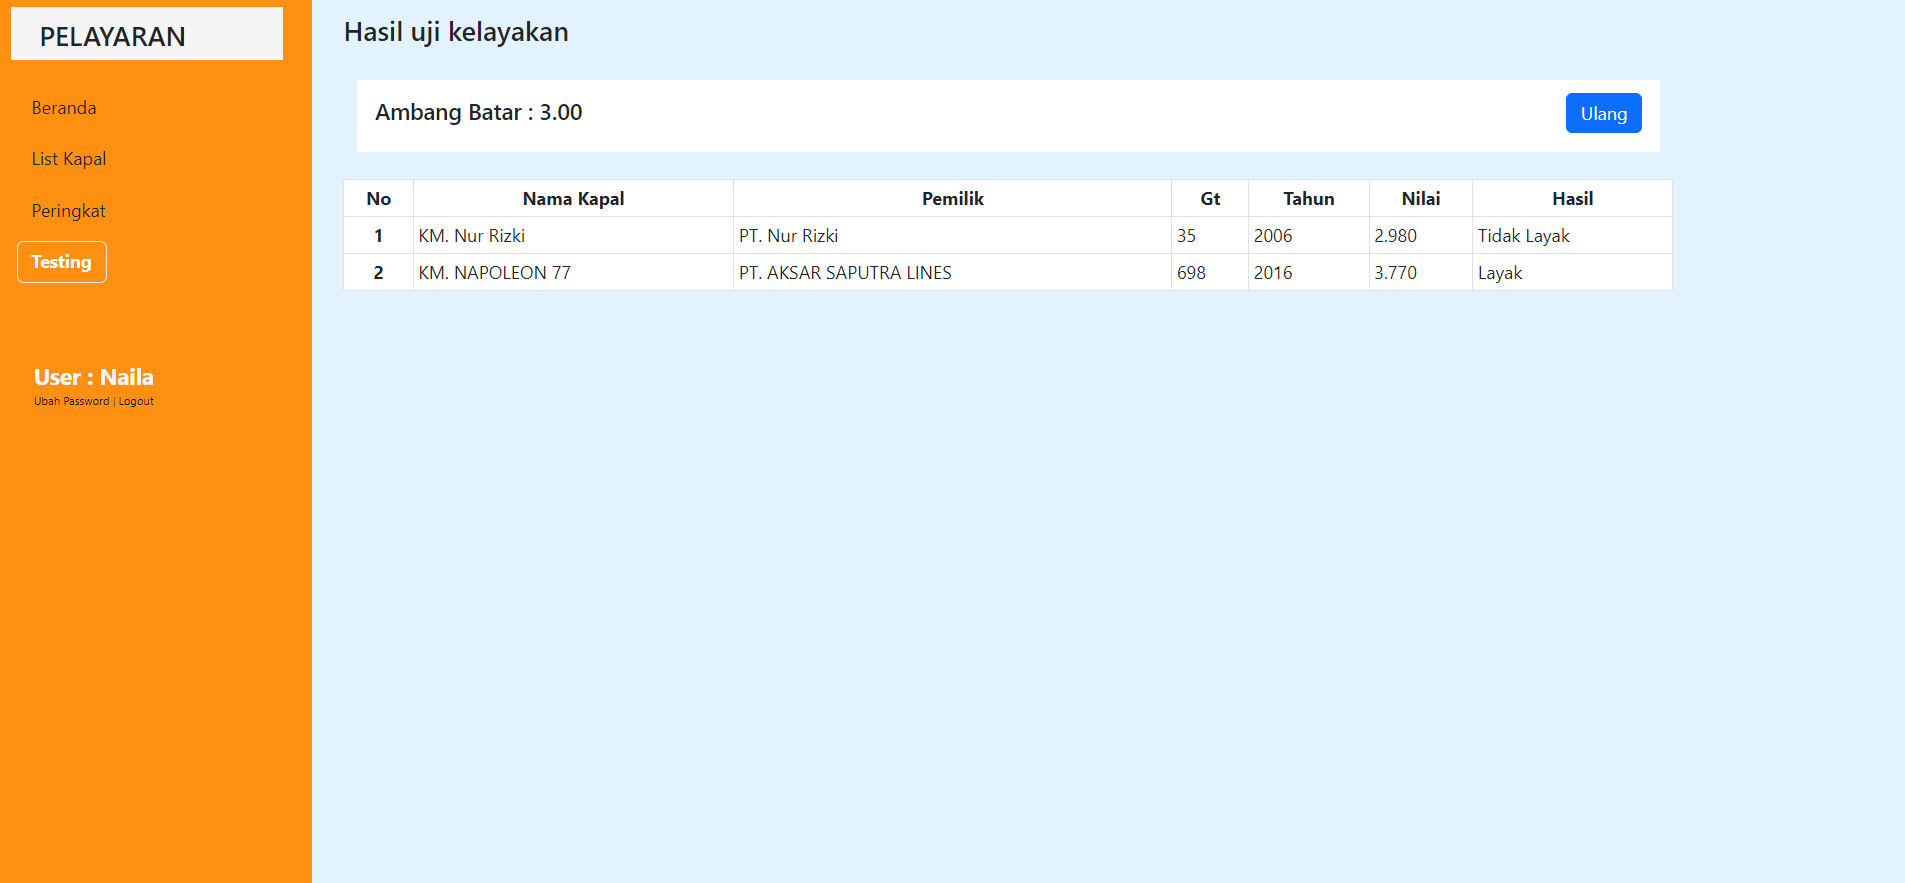 PELAYARAN
Beranda
List Kapal
Peringkat
Testing
User : Naila
Ubah Password | Logout
Hasil uji kelayakan
Ambang Batar : 3.00
Ulang
No Nama Kapal Pemilik Gt Tahun Nilai Hasil
1 KM. Nur Rizki PT. Nur Rizki 35 2006 2.980 Tidak Layak
2 KM. NAPOLEON 77 PT. AKSAR SAPUTRA LINES 698 2016 3.770 Layak